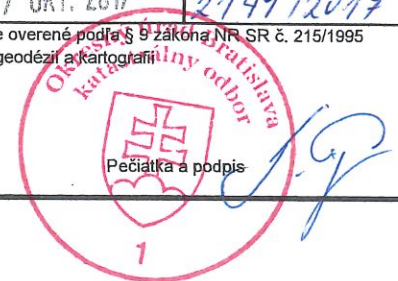 OKT. 2017
2191/2017
e overené podľa § 9 zákona NR SR č. 215/1995
geodézii a kartografii
Okresný úrad Bratislava
katastrálny odbor
Pečiatka a podpis
1